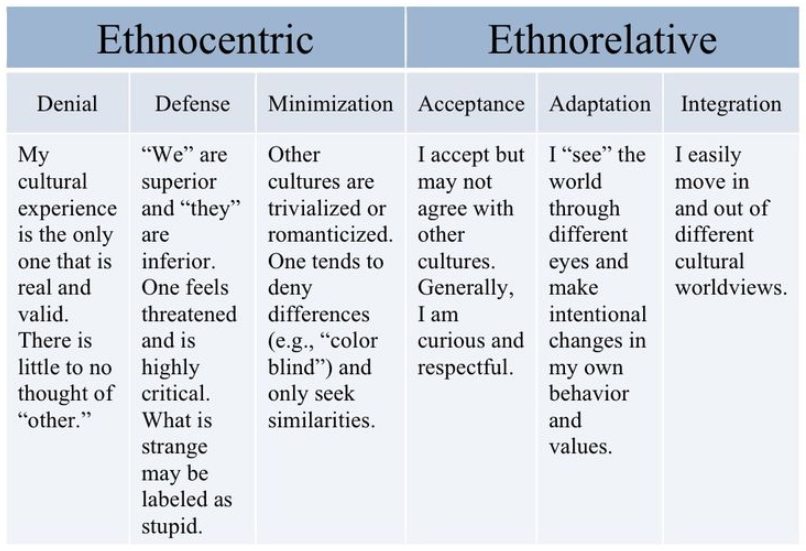 Ethnocentric
Ethnorelative
Denial
Defense
Minimization
Acceptance
Adaptation
Integration
My
cultural
experience
is the only
one that is
real and
valid.
There is
little to no
thought of
“other.”
“We” are
superior
and “they”
are
inferior.
One feels
threatened
and is
highly
critical.
What is
strange
may be
labeled as
stupid.
Other
cultures are
trivialized or
romanticized.
One tends to
deny
differences
(e.g., “color
blind”) and
only seek
similarities.
I accept but
may not
agree with
other
cultures.
Generally,
I am
curious and
respectful.
I “see” the
world
through
different
eyes and
make
intentional
changes in
my own
behavior
and
values.
I easily
move in
and out of
different
cultural
worldviews.